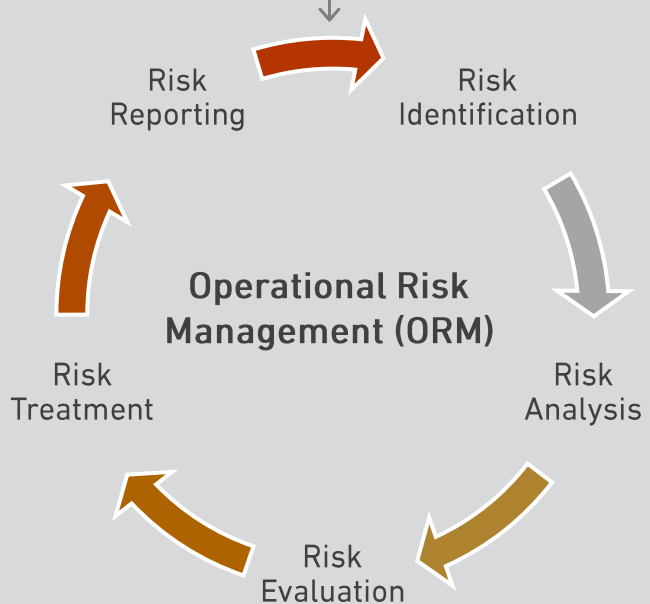 Risk
Reporting
Risk
Identification
Operational Risk
Management (ORM)
Risk
Treatment
Risk
Analysis
Risk
Evaluation